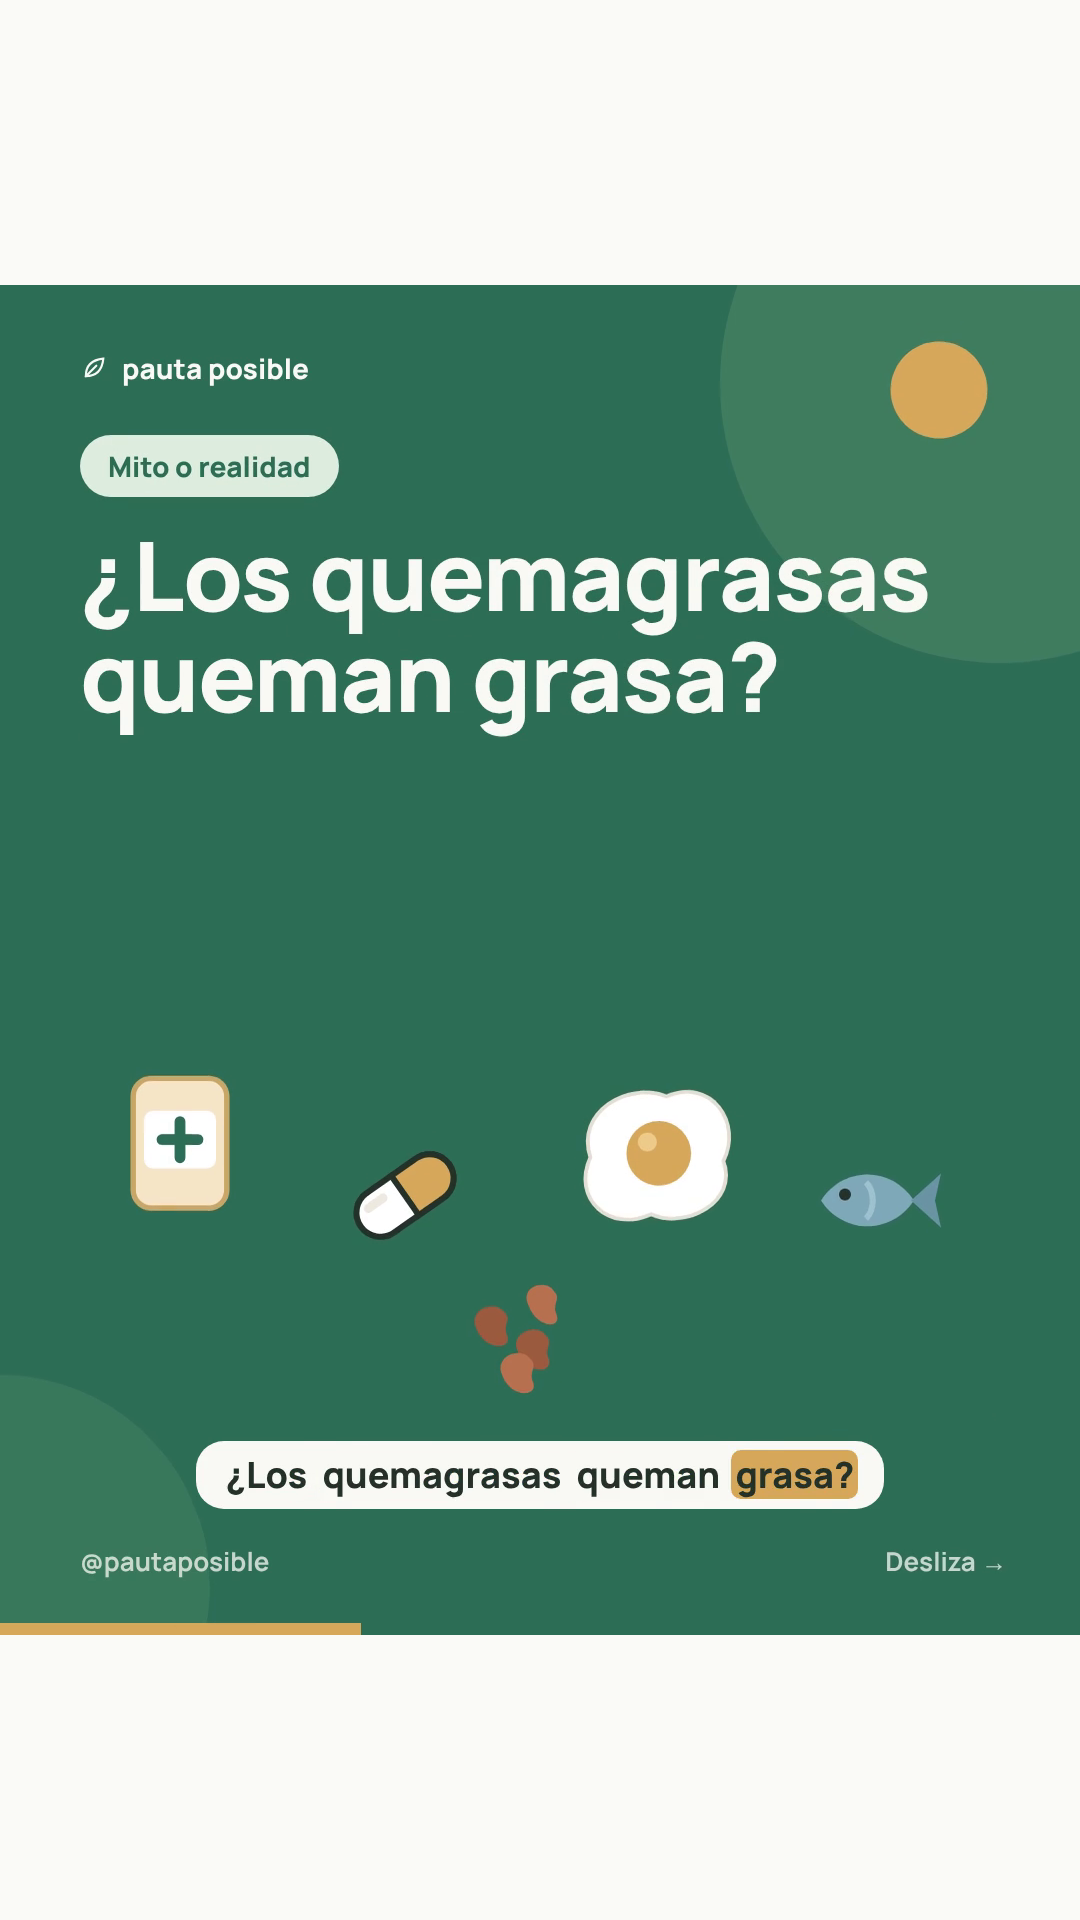 pauta posible
Mito o realidad
¿Los quemagrasas
queman grasa?
¿Los quemagrasas queman grasa?
@pautaposible
Desliza →